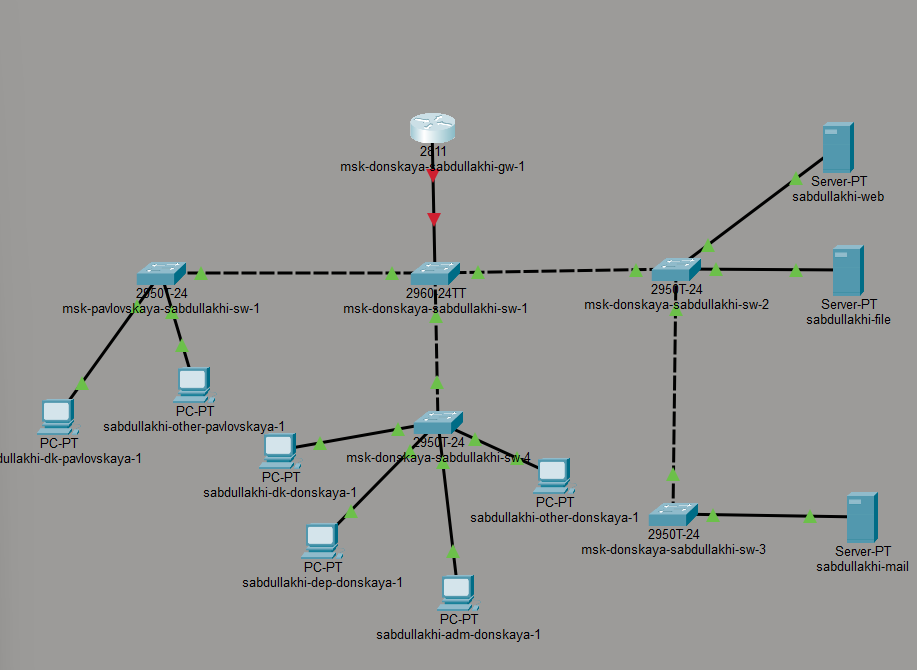 2811
msk-donskaya-sabdullakhi-gw-1
Server-PT
sabdullakhi-web
2950T-24
msk-pavlovskaya-sabdullakhi-sw-1
2960-24TT
msk-donskaya-sabdullakhi-sw-1
2950T-24
msk-donskaya-sabdullakhi-sw-2
Server-PT
sabdullakhi-file
PC-PT
sabdullakhi-other-pavlovskaya-1
PC-PT
dullakhi-dk-pavlovskaya-1
2950T-24
msk-donskaya-sabdullakhi-sw-4
PC-PT
sabdullakhi-dk-donskaya-1
PC-PT
sabdullakhi-other-donskaya-1
2950T-24
msk-donskaya-sabdullakhi-sw-3
Server-PT
sabdullakhi-mail
PC-PT
sabdullakhi-dep-donskaya-1
PC-PT
sabdullakhi-adm-donskaya-1